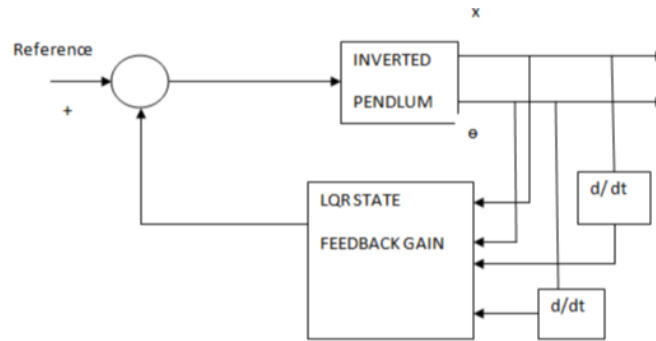 x
Reference
+
INVERTED
PENDLUM
ɵ
LQR STATE
FEEDBACK GAIN
d/ dt
d/dt